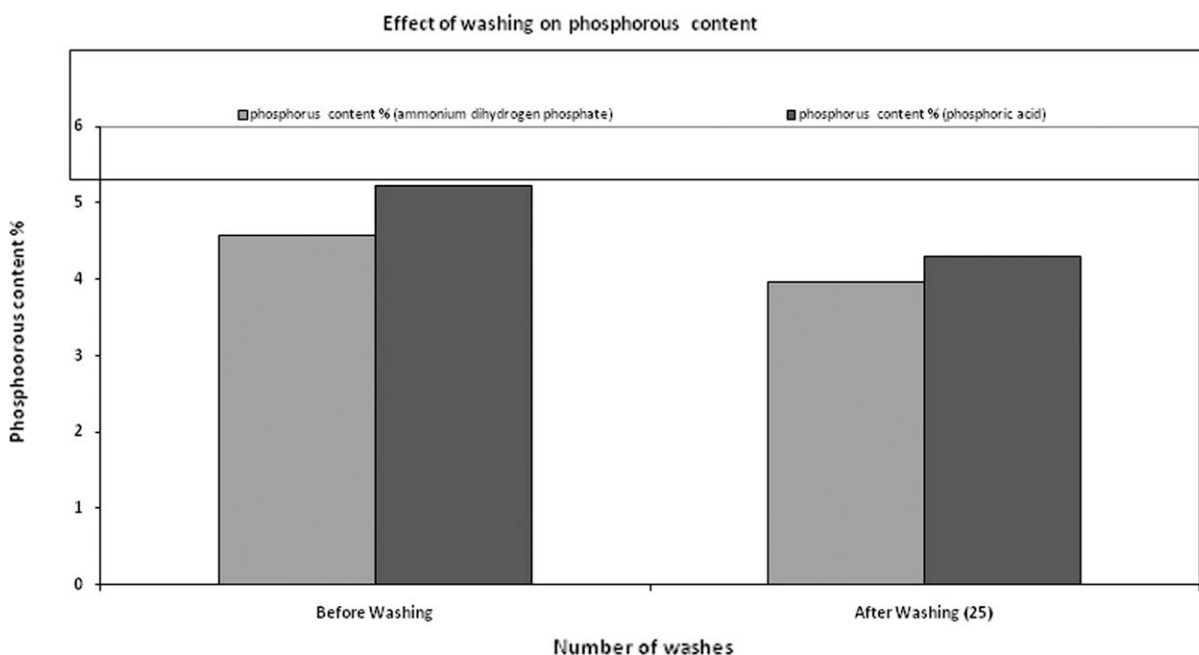 Effect of washing on phosphorous content
phosphorus content % (ammonium dihydrogen phosphate) phosphorus content % (phosphoric acid)
6
5
4
3
2
1
0
Phosphoorous content %
Before Washing After Washing (25)
Number of washes